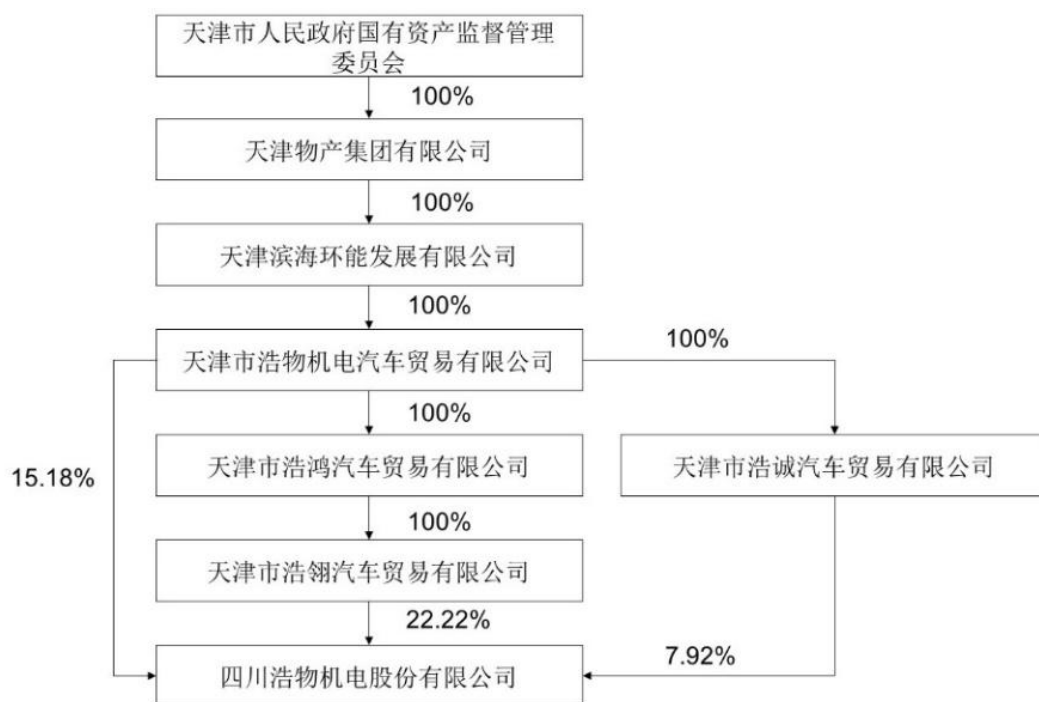 天津市人民政府国有资产监督管理
委员会
100%
天津物产集团有限公司
100%
天津滨海环能发展有限公司
100%
天津市浩物机电汽车贸易有限公司
100%
100%
15.18%
天津市浩鸿汽车贸易有限公司
天津市浩诚汽车贸易有限公司
100%
天津市浩翎汽车贸易有限公司
22.22%
7.92%
四川浩物机电股份有限公司